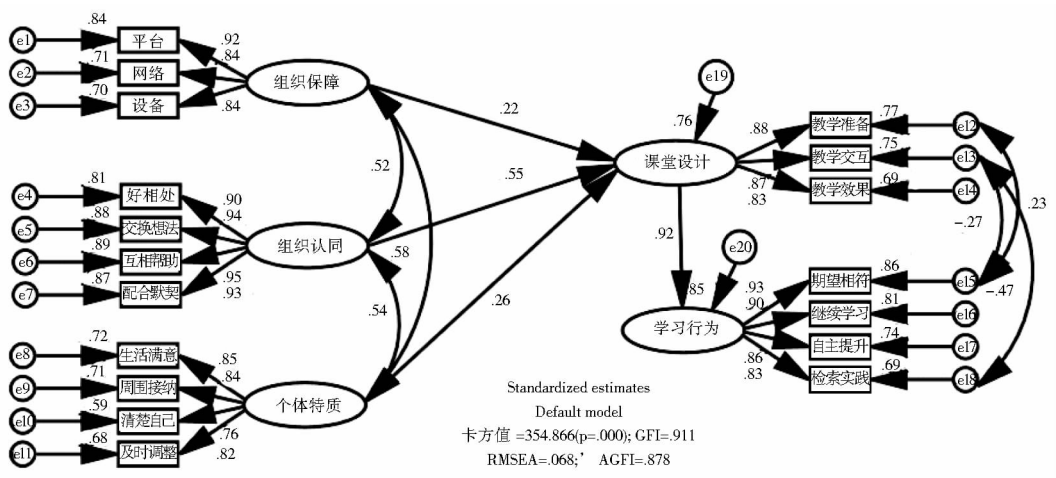 e1 .84 平台 .92
e2 .71 网络 .84
e3 .70 设备 .84
组织保障
e4 .81 好相处 .90
e5 .88 交换想法 .94
e6 .89 互相帮助 .95
e7 .87 配合默契 .93
组织认同
e8 .72 生活满意 .85
e9 .71 周围接纳 .84
e10 .59 清楚自己 .76
e11 .68 及时调整 .82
个体特质
.52
.58
.54
.22
.55
.26
e19
.76
课堂设计
.88 教学准备 .77 e12
.87 教学交互 .75 e13
.83 教学效果 .69 e14
.92
e20
.85
学习行为
.93 期望相符 .86 e15
.90 继续学习 .81 e16
.86 自主提升 .74 e17
.83 检索实践 .69 e18
.23
-.27
-.47
Standardized estimates
Default model
卡方值 =354.866(p=.000); GFI=.911
RMSEA=.068;’ AGFI=.878